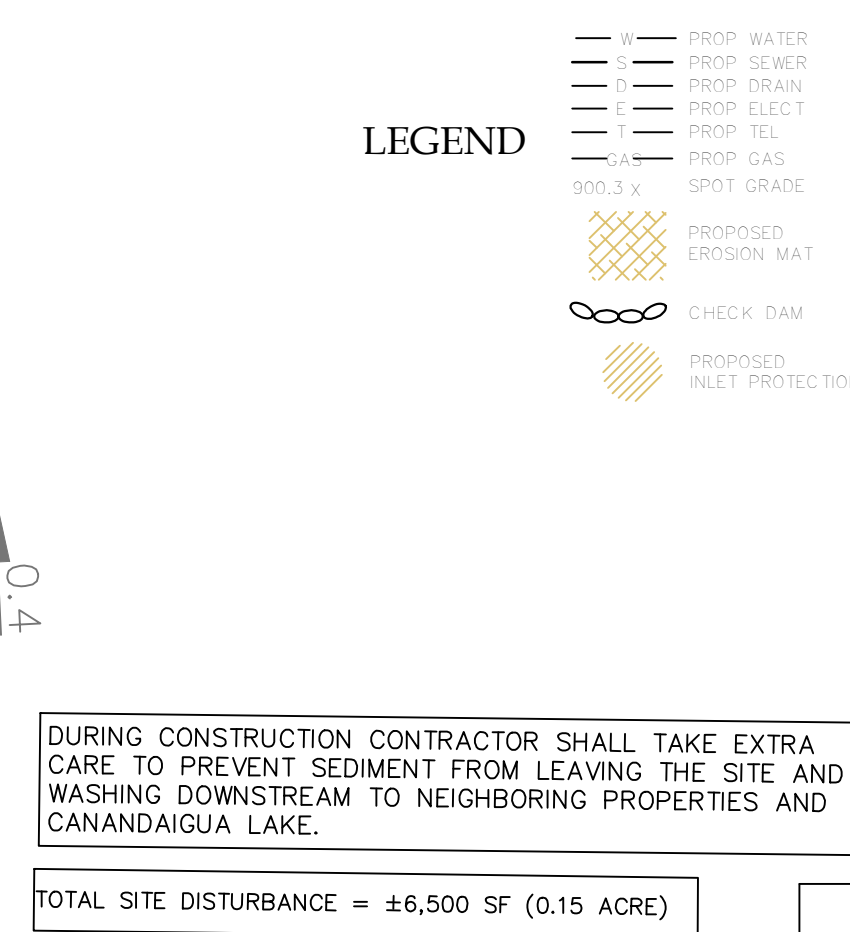 LEGEND
W PROP WATER
S PROP SEWER
D PROP DRAIN
E PROP ELECT
T PROP TEL
GAS PROP GAS
900.3 x SPOT GRADE
PROPOSED
EROSION MAT
CHECK DAM
PROPOSED
INLET
0.4
DURING CONSTRUCTION CONTRACTOR SHALL TAKE EXTRA
CARE TO PREVENT SEDIMENT FROM LEAVING THE SITE AND
WASHING DOWNSTREAM TO NEIGHBORING PROPERTIES AND
CANANDAIGUA LAKE.
TOTAL SITE DISTURBANCE = ±6,500 SF (0.15 ACRE)